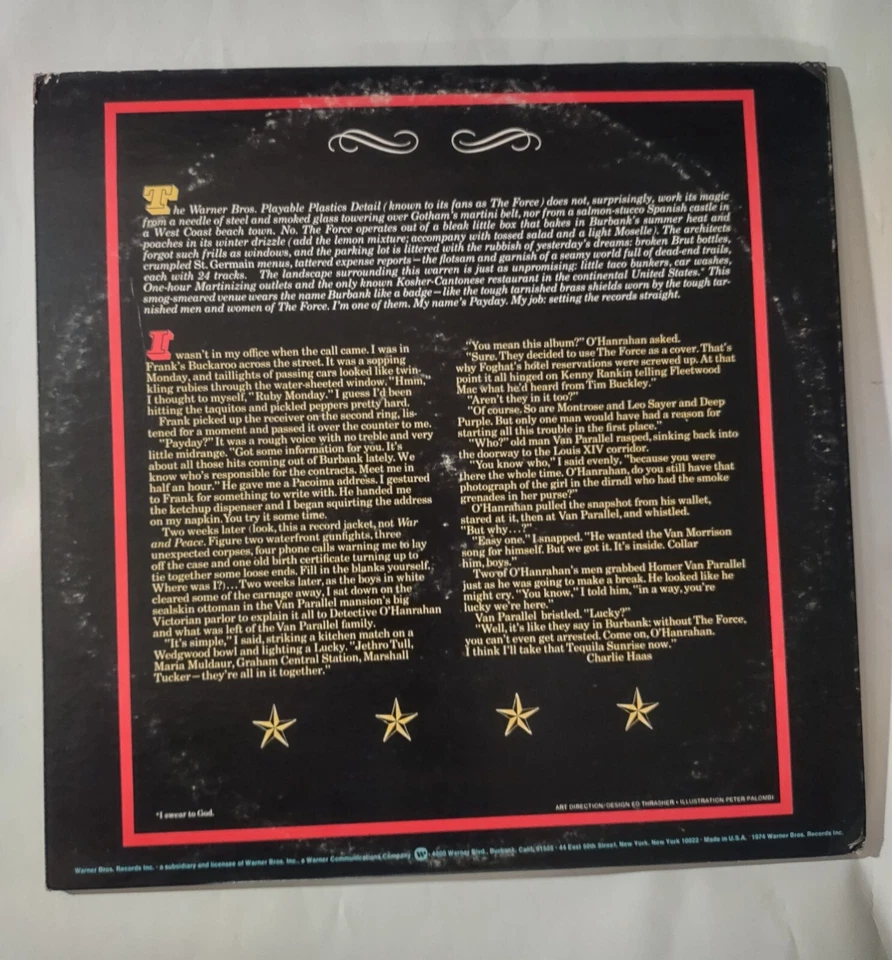 The Warner Bros. Playable Plastics Detail (known to its fans as The Force) does not, surprisingly, work its magic
from a needle of steel and smoked glass towering over Gotham's martini belt, nor from a salmon-stucco Spanish castle in
a West Coast beach town. No. The Force operates out of a bleak little box that bakes in Burbank's summer heat and
poaches in its winter drizzle (add the lemon mixture; accompany with tossed salad and a light Moselle). The architects
forgot such frills as windows, and the parking lot is littered with the rubbish of yesterday's dreams: broken Brut bottles,
crumpled St. Germain menus, tattered expense reports—the flotsam and garnish of a seamy world full of dead-end trails,
each with 24 tracks. The landscape surrounding this warren is just as unpromising: little taco bunkers, car washes,
One-hour Martinizing outlets and the only known Kosher-Cantonese restaurant in the continental United States.* This
smog-smeared venue wears the name Burbank like a badge—like the tough tarnished brass shields worn by the tough tar-
nished men and women of The Force. I'm one of them. My name's Payday. My job: setting the records straight.
I wasn't in my office when the call came. I was in
Frank's Buckaroo across the street. It was a sopping
Monday, and taillights of passing cars looked like twin-
kling rubies through the water-sheeted window. "Hmm,"
I thought to myself, "Ruby Monday." I guess I'd been
hitting the taquitos and pickled peppers pretty hard.
Frank picked up the receiver on the second ring, lis-
tened for a moment and passed it over the counter to me.
"Payday?" It was a rough voice with no treble and very
little midrange. "Got some information for you. It's
about all those hits coming out of Burbank lately. We
know who's responsible for the contracts. Meet me in
half an hour." He gave me a Pacoima address. I gestured
to Frank for something to write with. He handed me
the ketchup dispenser and I began squirting the address
on my napkin. You try it some time.
Two weeks later (look, this a record jacket, not War
and Peace. Figure two waterfront gunfights, three
unexpected corpses, four phone calls warning me to lay
off the case and one old birth certificate turning up to
tie together some loose ends. Fill in the blanks yourself.
Where was I?)... Two weeks later, as the boys in white
cleared some of the carnage away, I sat down on the
sealskin ottoman in the Van Parallel mansion's big
Victorian parlor to explain it all to Detective O'Hanrahan
and what was left of the Van Parallel family.
"It's simple," I said, striking a kitchen match on a
Wedgwood bowl and lighting a Lucky. "Jethro Tull,
Maria Muldaur, Graham Central Station, Marshall
Tucker—they're all in it together."
"You mean this album?" O'Hanrahan asked.
"Sure. They decided to use The Force as a cover. That's
why Foghat's hotel reservations were screwed up. At that
point it all hinged on Kenny Rankin telling Fleetwood
Mac what he'd heard from Tim Buckley."
"Aren't they in it too?"
"Of course. So are Montrose and Leo Sayer and Deep
Purple. But only one man would have had a reason for
starting all this trouble in the first place."
"Who?" old man Van Parallel rasped, sinking back into
the doorway to the Louis XIV corridor.
"You know who," I said evenly, "because you were
there the whole time. O'Hanrahan, do you still have that
photograph of the girl in the dirndl who had the smoke
grenades in her purse?"
O'Hanrahan pulled the snapshot from his wallet,
stared at it, then at Van Parallel, and whistled.
"But why...?"
"Easy one." I snapped. "He wanted the Van Morrison
song for himself. But we got it. It's inside. Collar
him, boys."
Two of O'Hanrahan's men grabbed Homer Van Parallel
just as he was going to make a break. He looked like he
might cry. "You know," I told him, "in a way, you're
lucky we're here."
Van Parallel bristled. "Lucky?"
"Well, it's like they say in Burbank: without The Force,
you can't even get arrested. Come on, O'Hanrahan.
I think I'll take that Tequila Sunrise now."
Charlie Haas
*I swear to God.
ART DIRECTION/DESIGN ED THRASHER • ILLUSTRATION PETER PALOMBI
Warner Bros. Records Inc. • a subsidiary and licensee of Warner Bros. Inc., a Warner Communications Company W • 4000 Warner Blvd., Burbank, Calif. 91505 • 44 East 50th Street, New York, New York 10022 • Made in U.S.A. • 1974 Warner Bros. Records Inc.